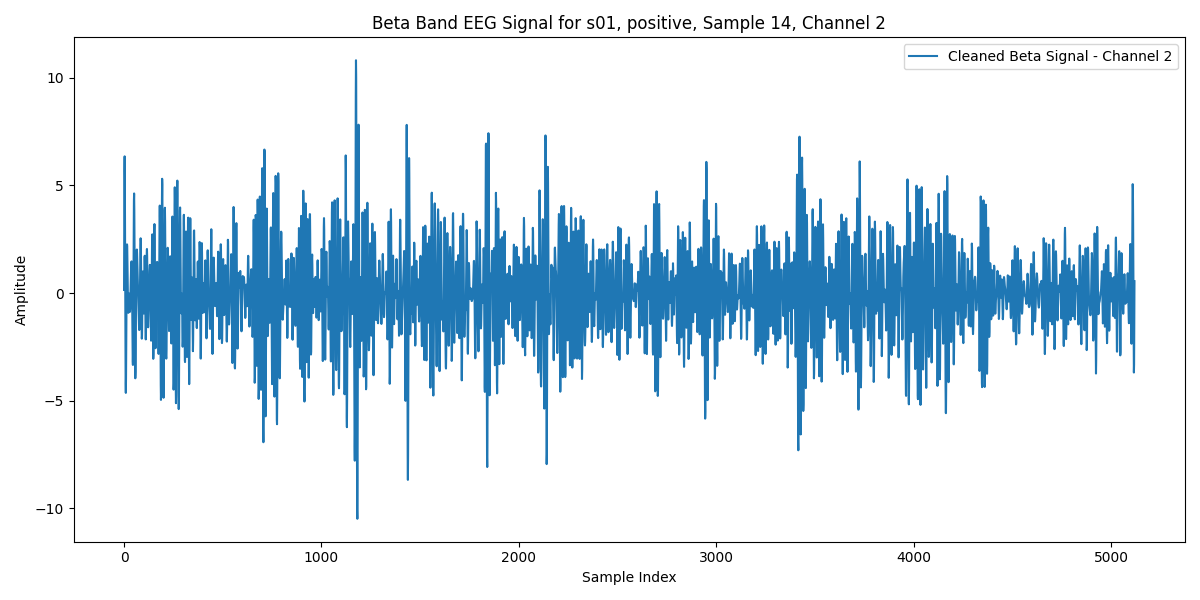 Beta Band EEG Signal for s01, positive, Sample 14, Channel 2
Cleaned Beta Signal - Channel 2
Amplitude
10
5
0
−5
−10
0
1000
2000
3000
4000
5000
Sample Index